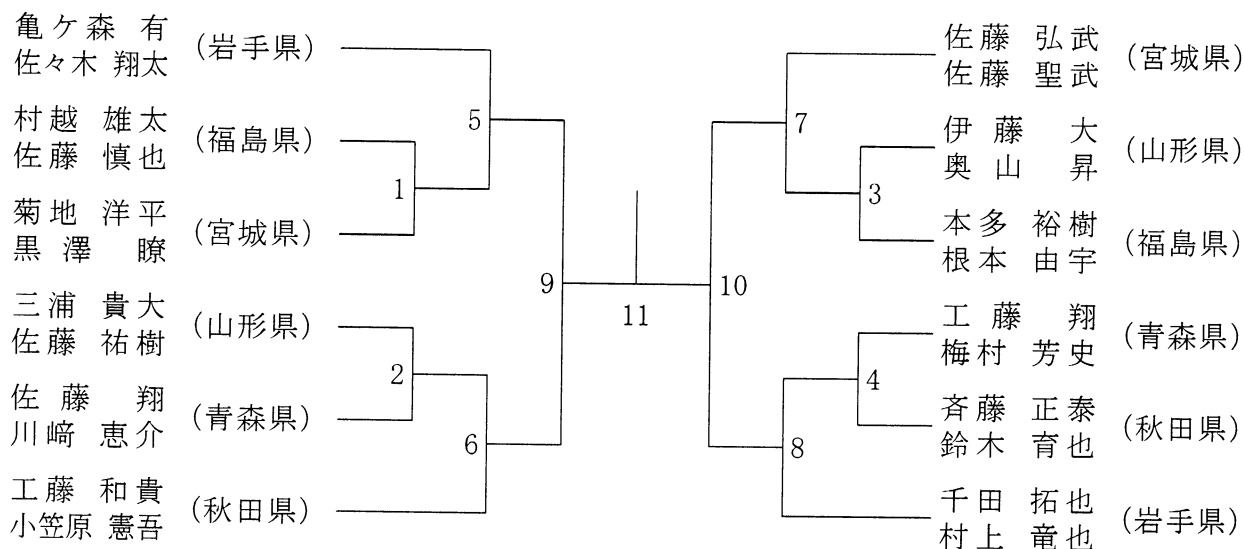 亀ケ森 有
佐々木 翔太
(岩手県)
村越 雄太
佐藤 慎也
(福島県)
菊地 洋平
黒澤 瞭
(宮城県)
三浦 貴大
佐藤 祐樹
(山形県)
佐藤 翔
川﨑 恵介
(青森県)
工藤 和貴
小笠原 憲吾
(秋田県)
5
1
2
6
9
11
10
7
3
4
8
佐藤 弘武
佐藤 聖武
(宮城県)
伊藤 大
奥山 昇
(山形県)
本多 裕樹
根本 由宇
(福島県)
工藤 翔
梅村 芳史
(青森県)
斉藤 正泰
鈴木 育也
(秋田県)
千田 拓也
村上 竜也
(岩手県)